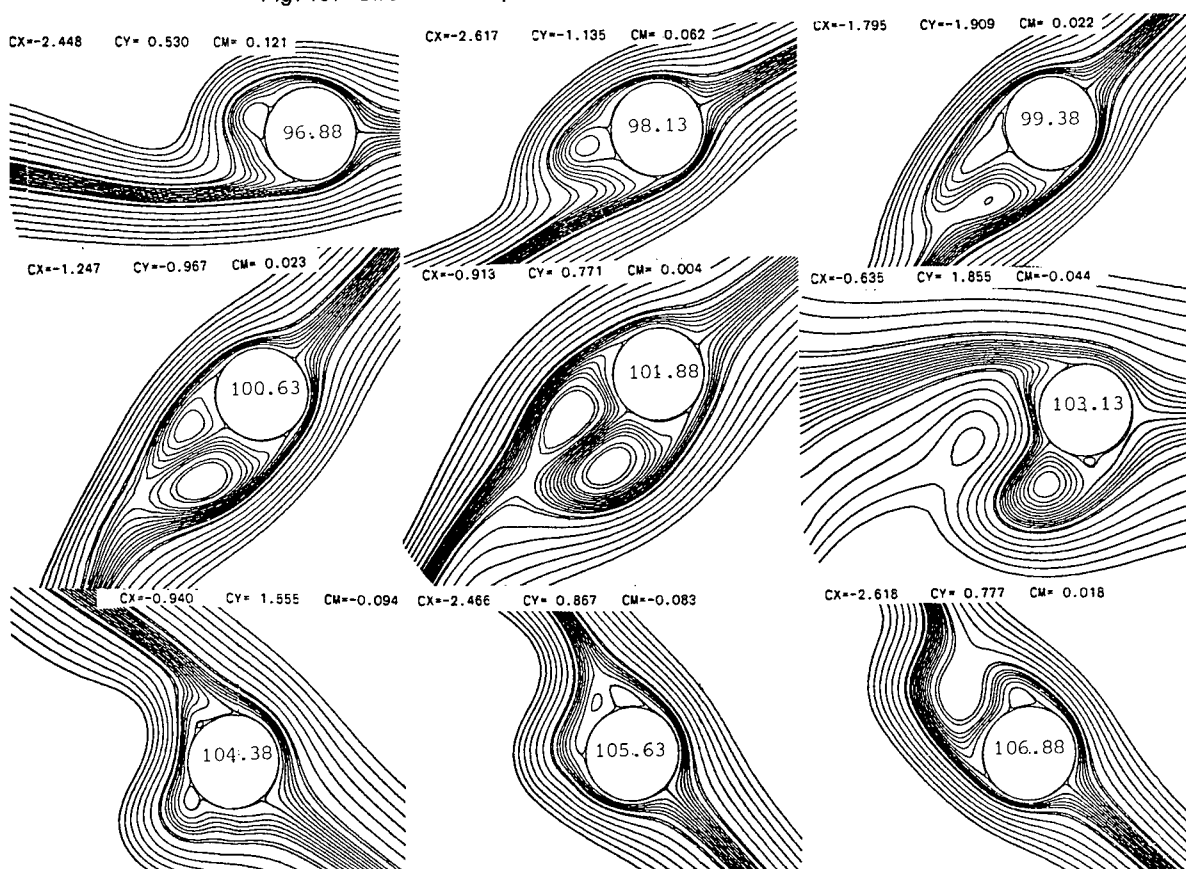 CX=-2.448 CY= 0.530 CM= 0.121
96.88
CX=-2.617 CY=-1.135 CM= 0.062
98.13
CX=-1.795 CY=-1.909 CM= 0.022
99.38
CX=-1.247 CY=-0.967 CM= 0.023
100.63
CX=-0.913 CY= 0.771 CM= 0.004
101.88
CX=-0.635 CY= 1.855 CM=-0.044
103.13
CX=-0.940 CY= 1.555 CM=-0.094
104.38
CX=-2.466 CY= 0.867 CM=-0.083
105.63
CX=-2.618 CY= 0.777 CM= 0.018
106.88